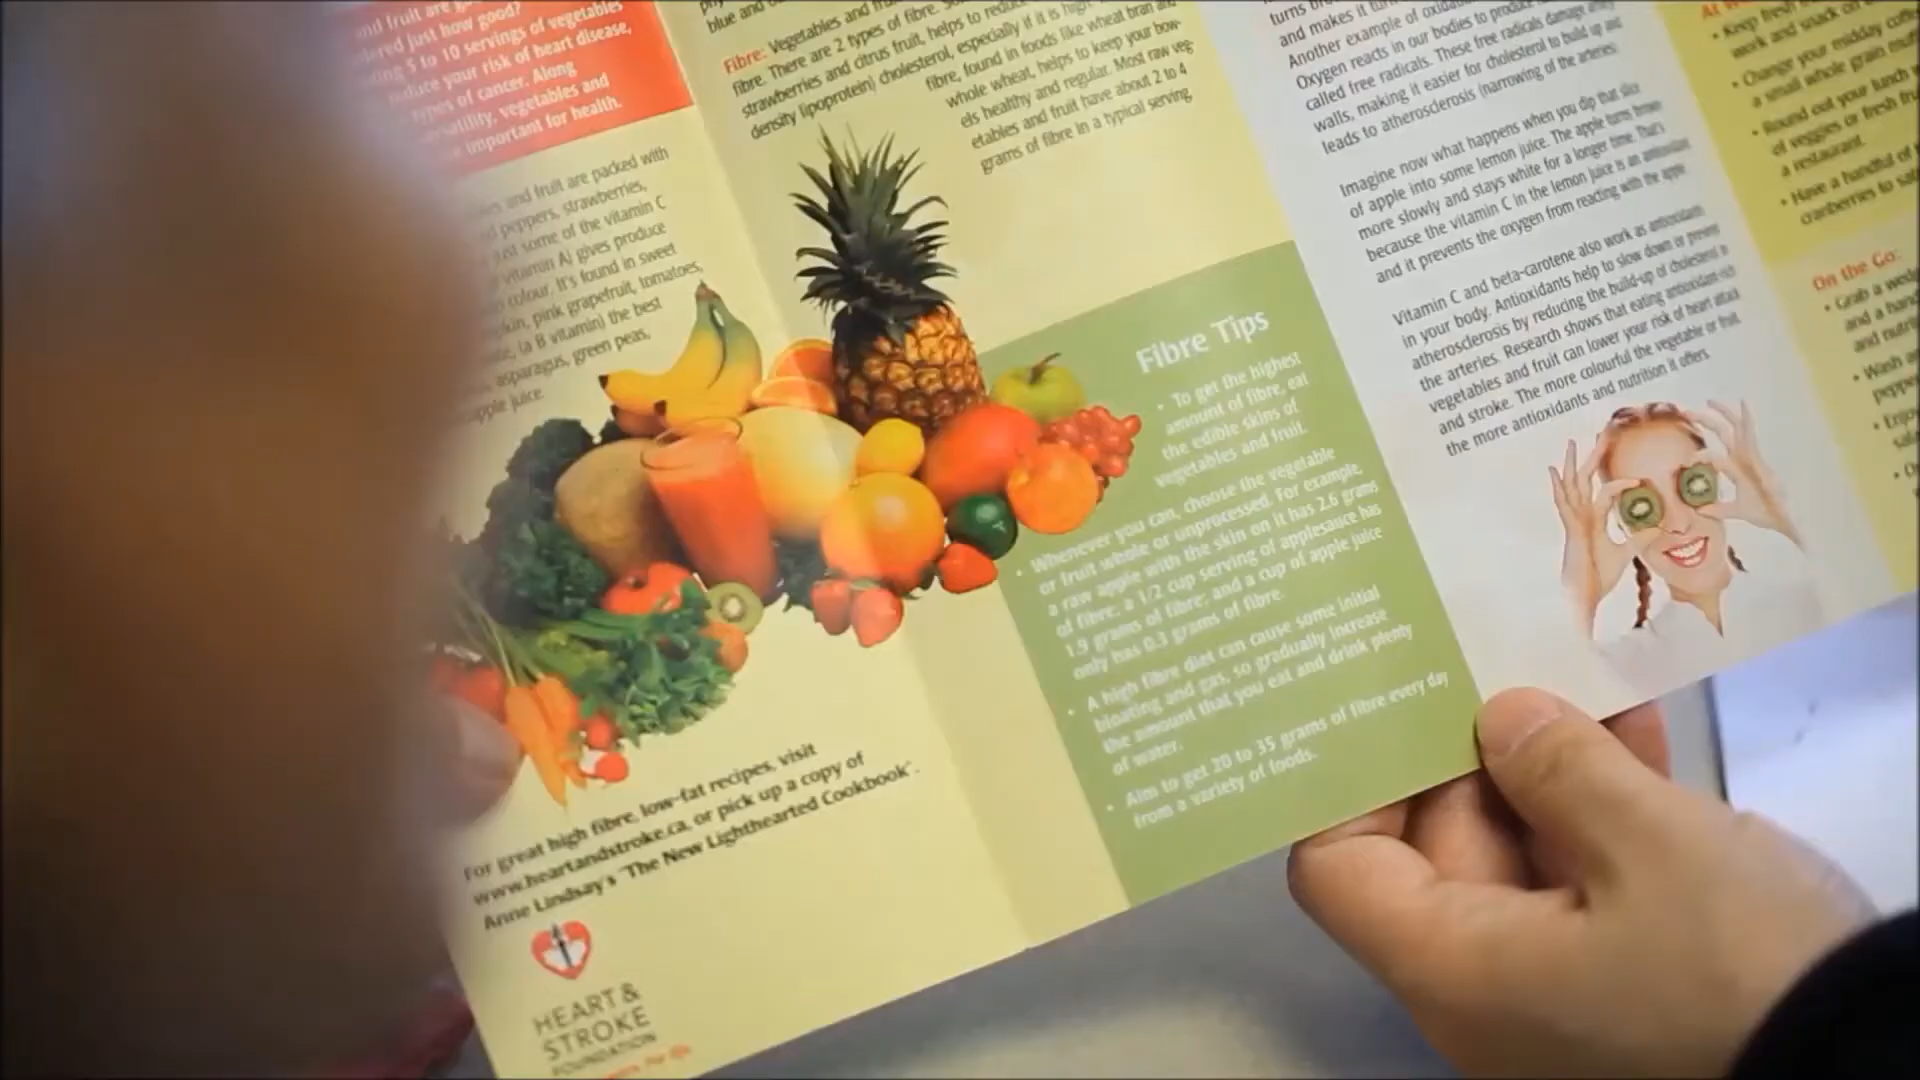 and fruit are
just how good?
5 to 10 servings of vegetables
your risk of heart disease,
types of cancer. Along
vegetables and
important for health.
and fruit are packed with
peppers, strawberries,
just some of the vitamin C
vitamin A) gives produce
colour. It's found in sweet
pink grapefruit, tomatoes,
(a B vitamin) the best
asparagus, green peas,
juice.
For great high fibre, low-fat recipes, visit
www.heartandstroke.ca, or pick up a copy of
Anne Lindsay's "The New Lighthearted Cookbook".
HEART &
STROKE
FOUNDATION
blue and
Fibre: Vegetables and
fibre. There are 2 types of fibre.
strawberries and citrus fruit, helps to reduce
density lipoprotein) cholesterol, especially if it is high.
fibre, found in foods like wheat bran and
whole wheat, helps to keep your bow-
els healthy and regular. Most raw veg
etables and fruit have about 2 to 4
grams of fibre in a typical serving.
Fibre Tips
• To get the highest
amount of fibre, eat
the edible skins of
vegetables and fruit.
• Whenever you can, choose the vegetable
or fruit whole or unprocessed. For example,
a raw apple with the skin on it has 2.6 grams
of fibre; a 1/2 cup serving of applesauce has
1.9 grams of fibre; and a cup of apple juice
only has 0.3 grams of fibre.
• A high fibre diet can cause some initial
bloating and gas, so gradually increase
the amount that you eat and drink plenty
of water.
• Aim to get 20 to 35 grams of fibre every day
from a variety of foods.
turns
and makes it
Another example of
Oxygen reacts in our bodies to produce
called free radicals. These free radicals damage artery
walls, making it easier for cholesterol to build up and
leads to atherosclerosis (narrowing of the arteries).
Imagine now what happens when you dip that slice
of apple into some lemon juice. The apple turns brown
more slowly and stays white for a longer time. That's
because the vitamin C in the lemon juice is an antioxidant
and it prevents the oxygen from reacting with the apple.
Vitamin C and beta-carotene also work as antioxidants
in your body. Antioxidants help to slow down or prevent
atherosclerosis by reducing the build-up of cholesterol in
the arteries. Research shows that eating antioxidant-rich
vegetables and fruit can lower your risk of heart attack
and stroke. The more colourful the vegetable or fruit,
the more antioxidants and nutrition it offers.
• Keep fresh
work and snack on
• Change your midday coffee
a small whole grain
• Round out your lunch
of veggies or fresh
a restaurant.
• Have a handful of
cranberries to
On the Go:
• Grab a
and a
and
• Wash